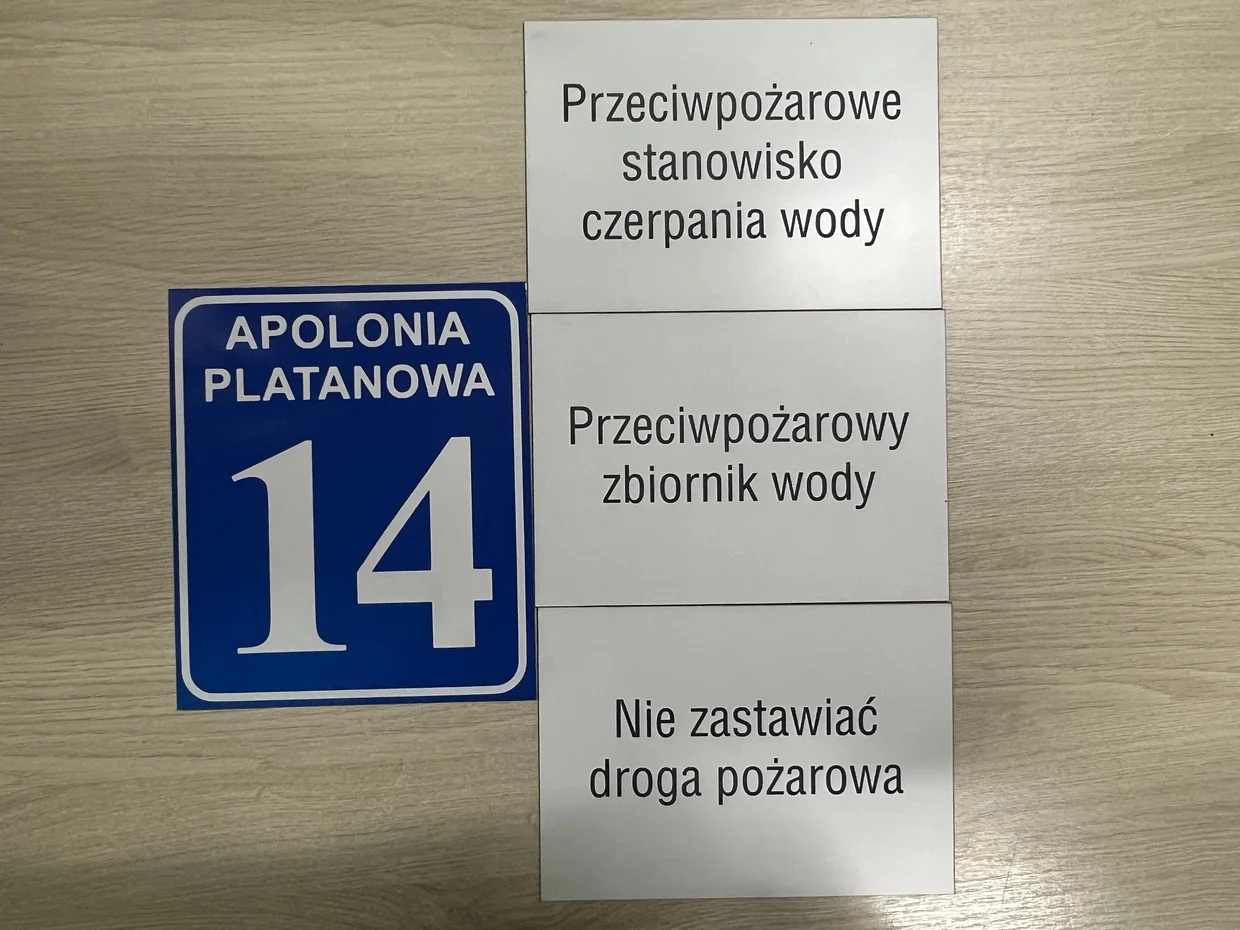 APOLONIA
PLATANOWA
14
Przeciwpożarowe
stanowisko
czerpania wody
Przeciwpożarowy
zbiornik wody
Nie zastawiać
droga pożarowa